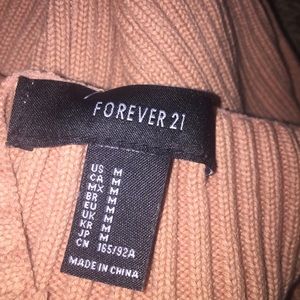 FOREVER 21
US M
CA M
MX M
BR M
EU M
UK M
KR M
JP M
CN 165/92A
MADE IN CHINA